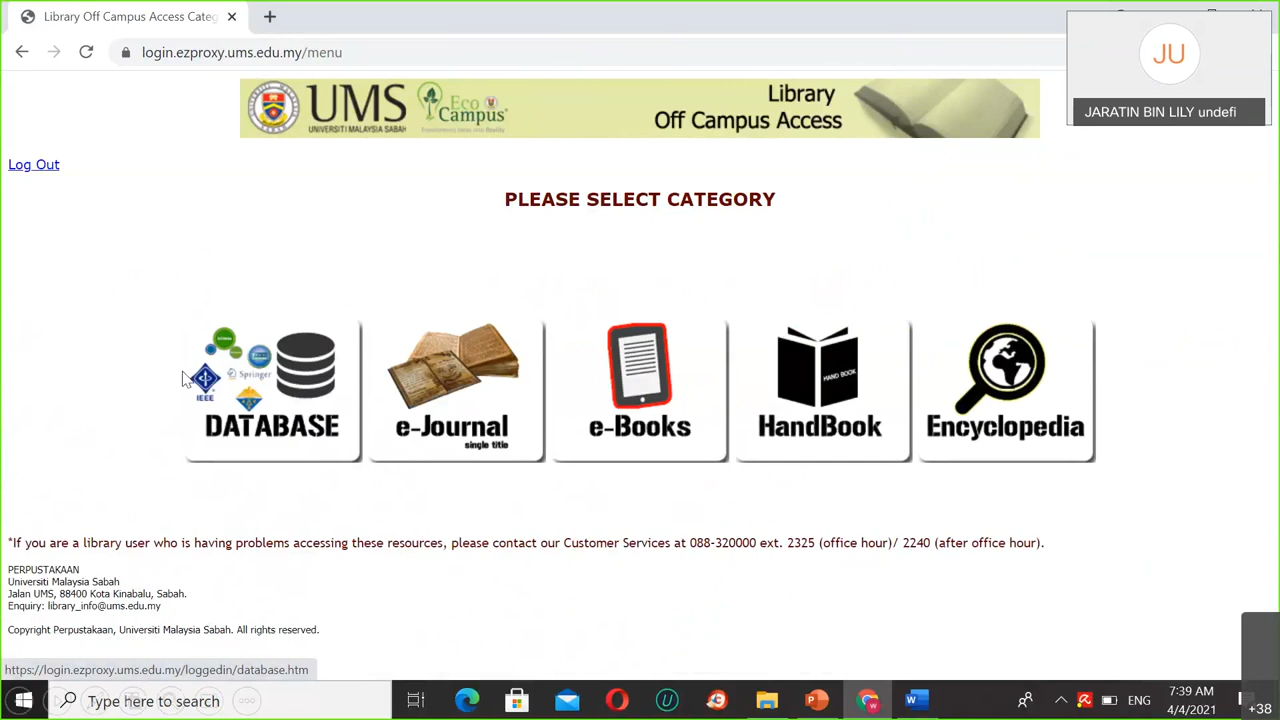 Library Off Campus Access Categ
login.ezproxy.ums.edu.my/menu
JU
JARATIN BIN LILY undefi
UMS
UNIVERSITI MALAYSIA SABAH
Eco
Campus
Library
Off Campus Access
Log Out
PLEASE SELECT CATEGORY
IEEE
Springer
DATABASE
e-Journal
single title
e-Books
HAND BOOK
HandBook
Encyclopedia
*If you are a library user who is having problems accessing these resources, please contact our Customer Services at 088-320000 ext. 2325 (office hour)/ 2240 (after office hour).
PERPUSTAKAAN
Universiti Malaysia Sabah
Jalan UMS, 88400 Kota Kinabalu, Sabah.
Enquiry: library_info@ums.edu.my
Copyright Perpustakaan, Universiti Malaysia Sabah. All rights reserved.
https://login.ezproxy.ums.edu.my/loggedin/database.htm
Type here to search
ENG
7:39 AM
4/4/2021
+38